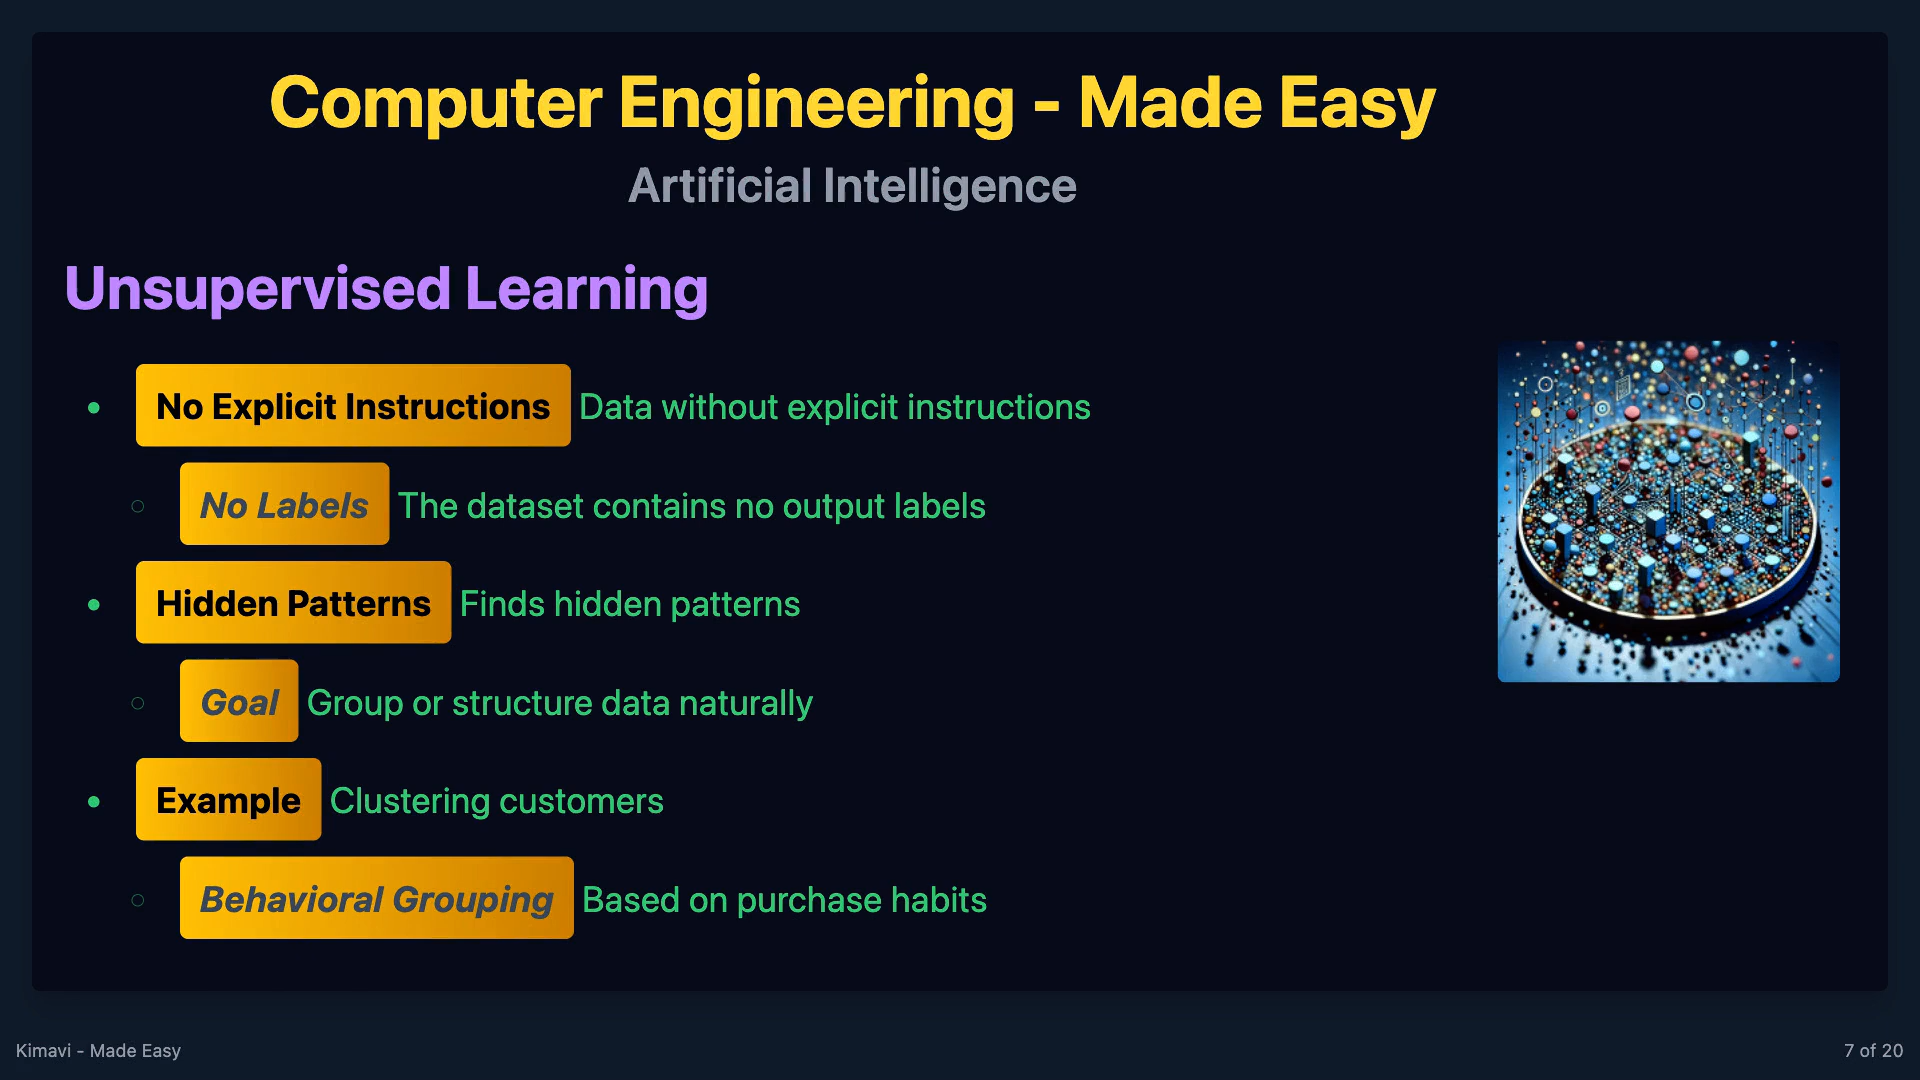 Computer Engineering - Made Easy
Artificial Intelligence
Unsupervised Learning
No Explicit Instructions Data without explicit instructions
No Labels The dataset contains no output labels
Hidden Patterns Finds hidden patterns
Goal Group or structure data naturally
Example Clustering customers
Behavioral Grouping Based on purchase habits
Kimavi - Made Easy
7 of 20